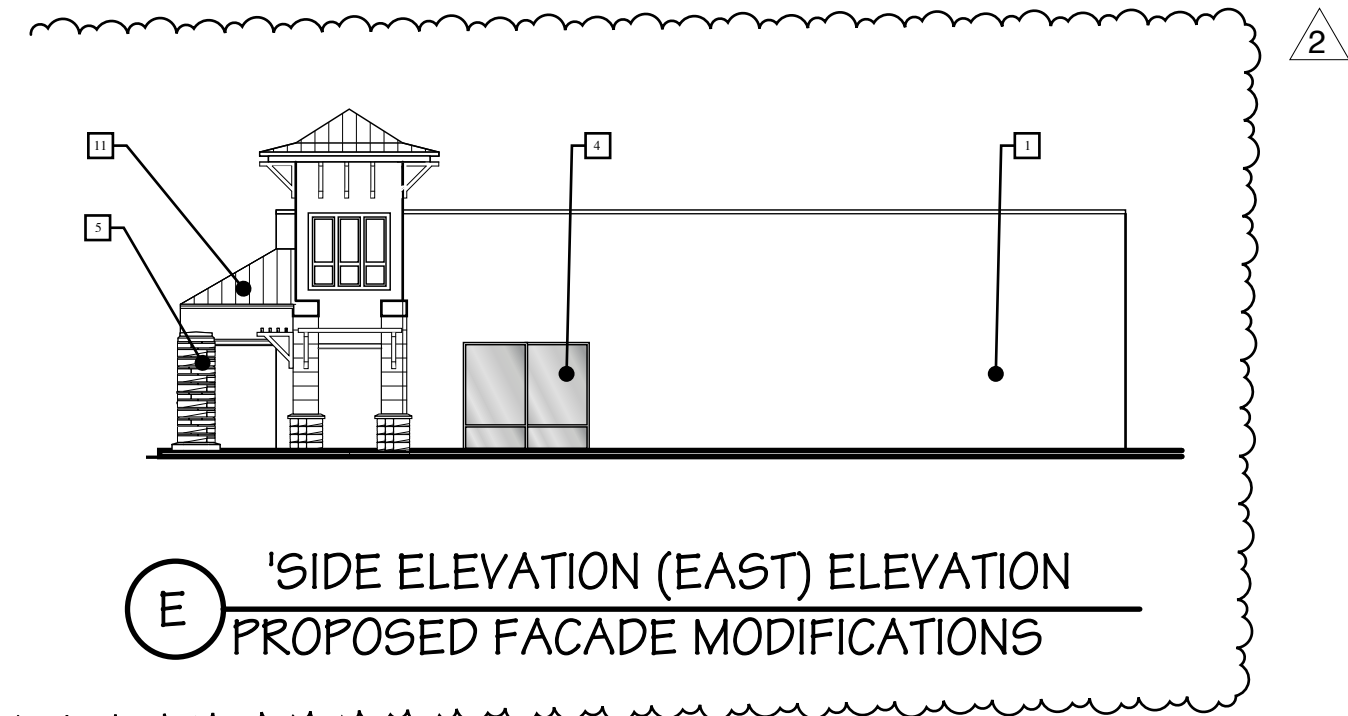 2
11
4
1
5
E
'SIDE ELEVATION (EAST) ELEVATION
PROPOSED FACADE MODIFICATIONS